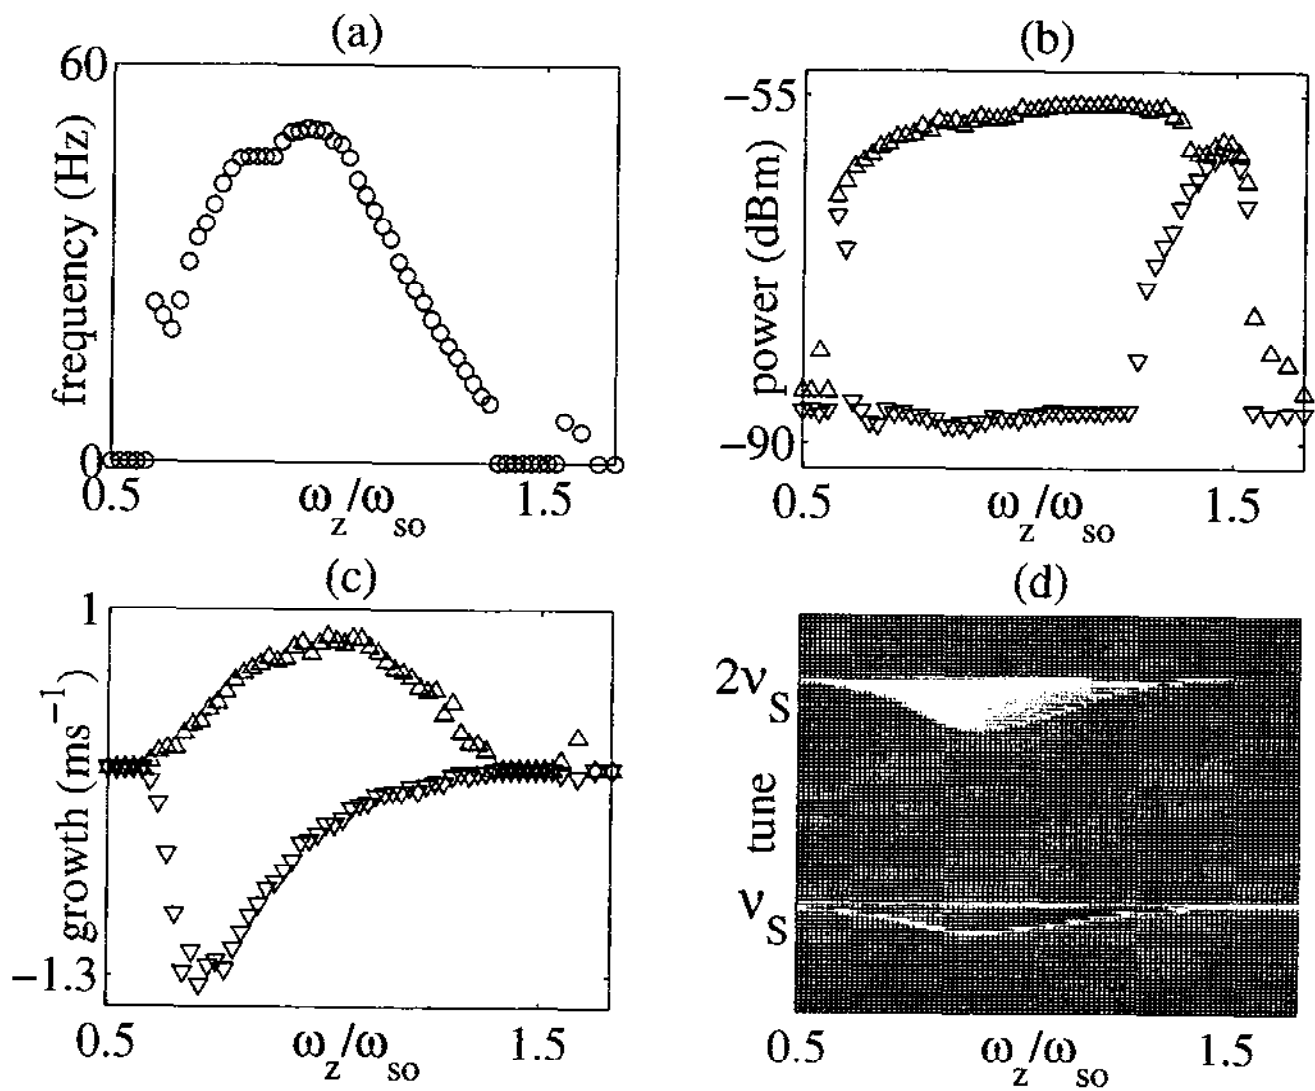 (a)
60
frequency (Hz)
0
0.5
ω_z/ω_so
1.5
(b)
−55
power (dBm)
−90
0.5
ω_z/ω_so
1.5
(c)
1
growth (ms⁻¹)
−1.3
0.5
ω_z/ω_so
1.5
(d)
2ν_S
tune
ν_S
0.5
ω_z/ω_so
1.5